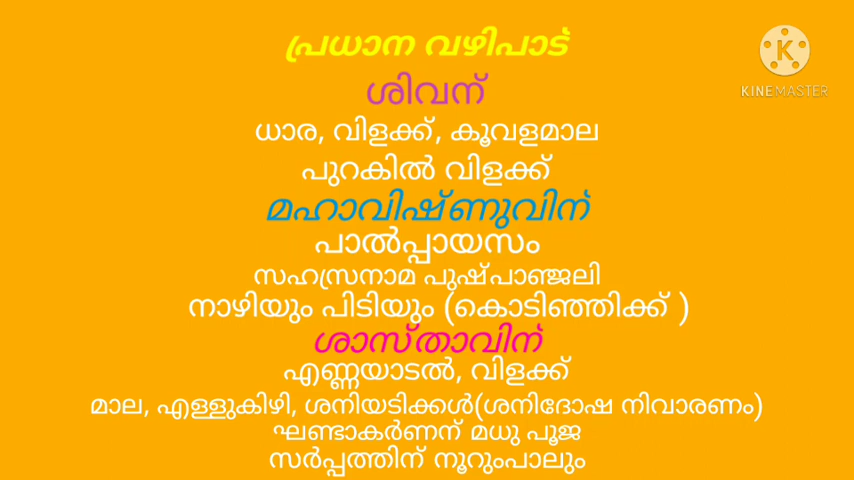 പ്രധാന വഴിപാട്
KINEMASTER
ശിവന്
ധാര, വിളക്ക്, കൂവളമാല
പുറകിൽ വിളക്ക്
മഹാവിഷ്ണുവിന്
പാൽപ്പായസം
സഹസ്രനാമ പുഷ്പാഞ്ജലി
നാഴിയും പിടിയും (കൊടിഞ്ഞിക്ക് )
ശാസ്താവിന്
എണ്ണയാടൽ, വിളക്ക്
മാല, എള്ളുകിഴി, ശനിയടിക്കൾ(ശനിദോഷ നിവാരണം)
ഘണ്ടാകർണന് മധു പൂജ
സർപ്പത്തിന് നൂറുംപാലും